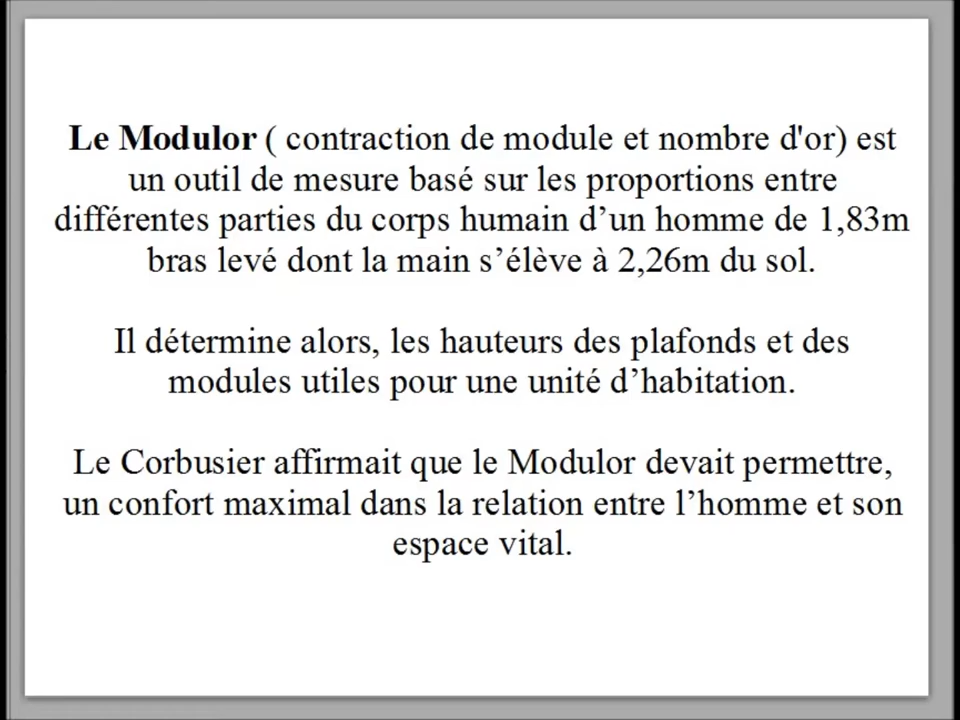 Le Modulor ( contraction de module et nombre d'or) est
un outil de mesure basé sur les proportions entre
différentes parties du corps humain d’un homme de 1,83m
bras levé dont la main s’élève à 2,26m du sol.
Il détermine alors, les hauteurs des plafonds et des
modules utiles pour une unité d’habitation.
Le Corbusier affirmait que le Modulor devait permettre,
un confort maximal dans la relation entre l’homme et son
espace vital.